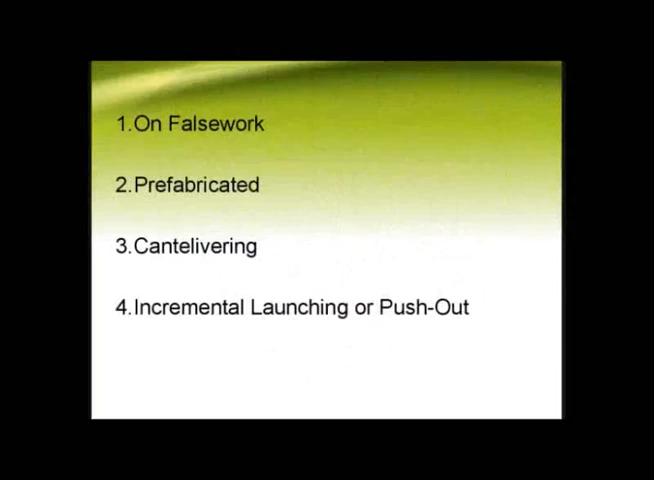 1.On Falsework
2.Prefabricated
3.Cantelivering
4.Incremental Launching or Push-Out